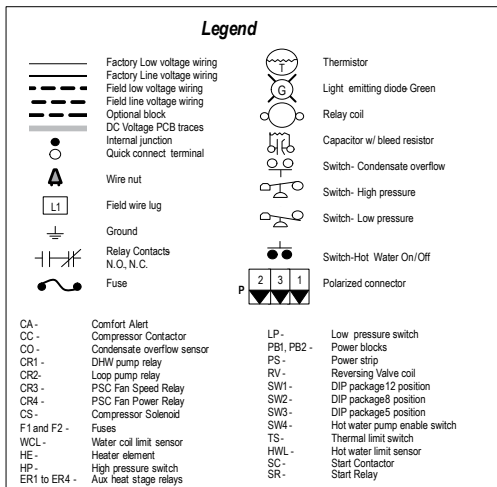 Legend
Factory Low voltage wiring
Factory Line voltage wiring
Field low voltage wiring
Field line voltage wiring
Optional block
DC Voltage PCB traces
Internal junction
Quick connect terminal
Wire nut
L1 Field wire lug
Ground
Relay Contacts-
N.O., N.C.
Fuse
T Thermistor
G Light emitting diode- Green
Relay coil
Capacitor w/ bleed resistor
Switch- Condensate overflow
Switch- High pressure
Switch- Low pressure
Switch-Hot Water On/Off
P 2 3 1 Polarized connector
CA - Comfort Alert
CC - Compressor Contactor
CO - Condensate overflow sensor
CR1 - DHW pump relay
CR2- Loop pump relay
CR3 - PSC Fan Speed Relay
CR4 - PSC Fan Power Relay
CS - Compressor Solenoid
F1 and F2 - Fuses
WCL - Water coil limit sensor
HE - Heater element
HP - High pressure switch
ER1 to ER4 - Aux heat stage relays
LP - Low pressure switch
PB1, PB2 - Power blocks
PS - Power strip
RV - Reversing Valve coil
SW1 - DIP package12 position
SW2 - DIP package8 position
SW3 - DIP package5 position
SW4 - Hot water pump enable switch
TS - Thermal limit switch
HWL - Hot water limit sensor
SC - Start Contactor
SR - Start Relay